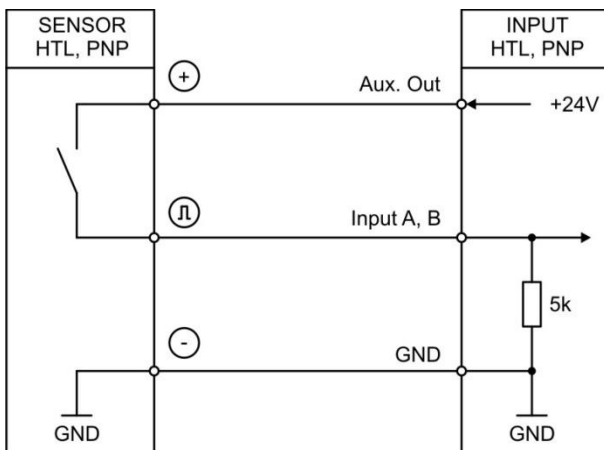 SENSOR
HTL, PNP
INPUT
HTL, PNP
+
Aux. Out
+24V
Input A, B
5k
-
GND
GND
GND